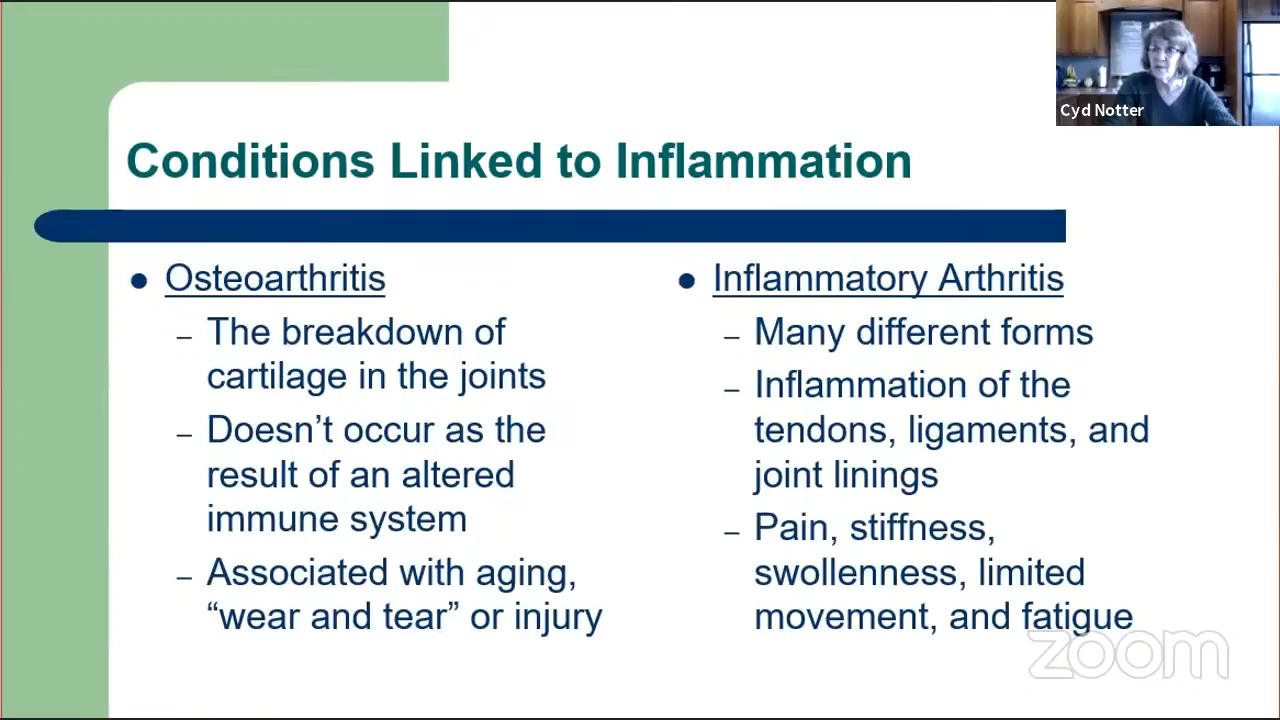 Cyd Notter
Conditions Linked to Inflammation
● Osteoarthritis
– The breakdown of
cartilage in the joints
– Doesn’t occur as the
result of an altered
immune system
– Associated with aging,
“wear and tear” or injury
● Inflammatory Arthritis
– Many different forms
– Inflammation of the
tendons, ligaments, and
joint linings
– Pain, stiffness,
swollenness, limited
movement, and fatigue
zoom